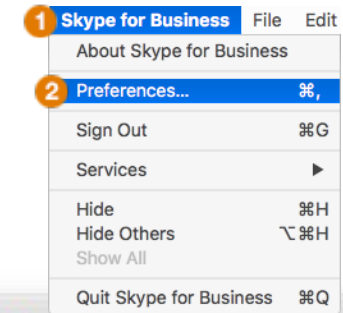 1 Skype for Business File Edit
About Skype for Business
2 Preferences... ⌘,
Sign Out ⌘G
Services ▶
Hide ⌘H
Hide Others ⌥⌘H
Show All
Quit Skype for Business ⌘Q